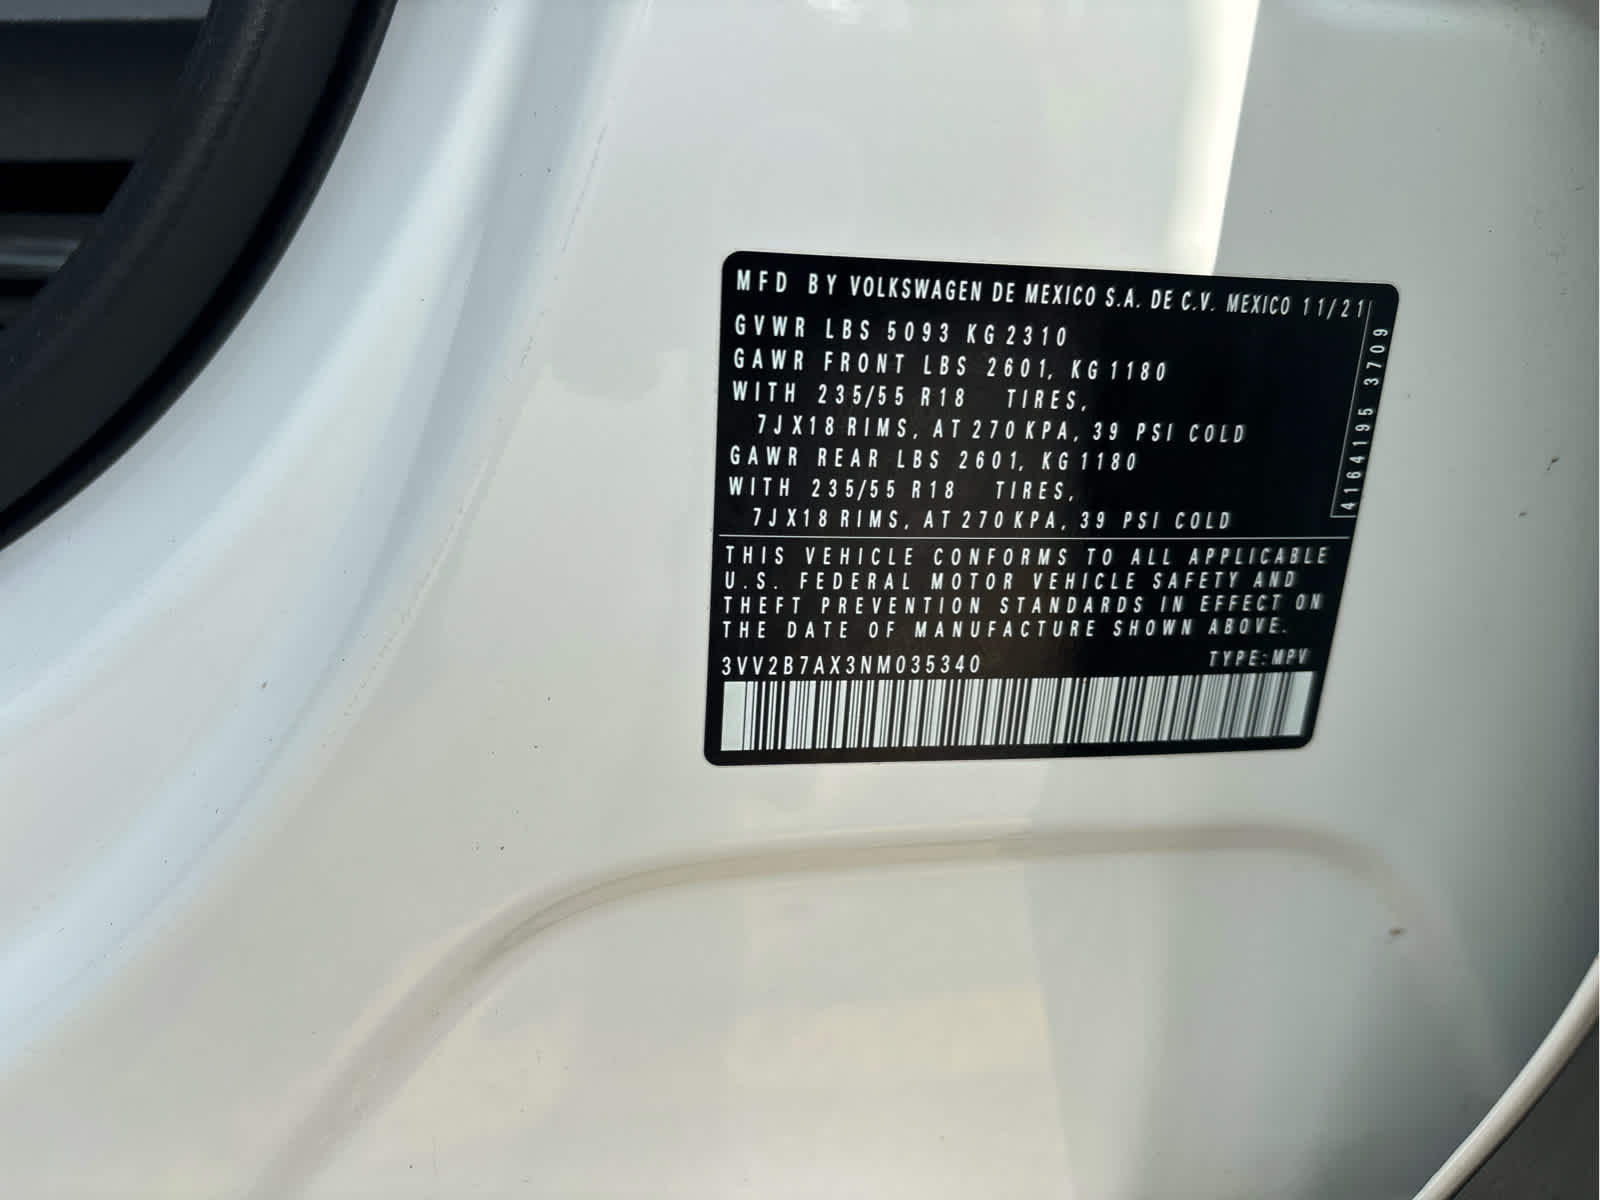 MFD BY VOLKSWAGEN DE MEXICO S.A. DE C.V. MEXICO 11/21
GVWR LBS 5093 KG 2310
GAWR FRONT LBS 2601, KG 1180
WITH 235/55 R18 TIRES,
7JX18 RIMS, AT 270 KPA, 39 PSI COLD
GAWR REAR LBS 2601, KG 1180
WITH 235/55 R18 TIRES,
7JX18 RIMS, AT 270 KPA, 39 PSI COLD
4164195 3709
THIS VEHICLE CONFORMS TO ALL APPLICABLE
U.S. FEDERAL MOTOR VEHICLE SAFETY AND
THEFT PREVENTION STANDARDS IN EFFECT ON
THE DATE OF MANUFACTURE SHOWN ABOVE.
3VV2B7AX3NM035340 TYPE:MPV